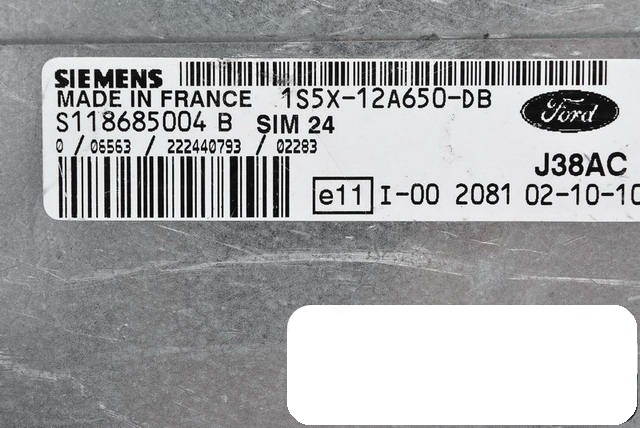 SIEMENS
MADE IN FRANCE 1S5X-12A650-DB
Ford
S118685004 B SIM 24
0 / 06563 / 222440793 / 02283
J38AC
e11 I-00 2081 02-10-10